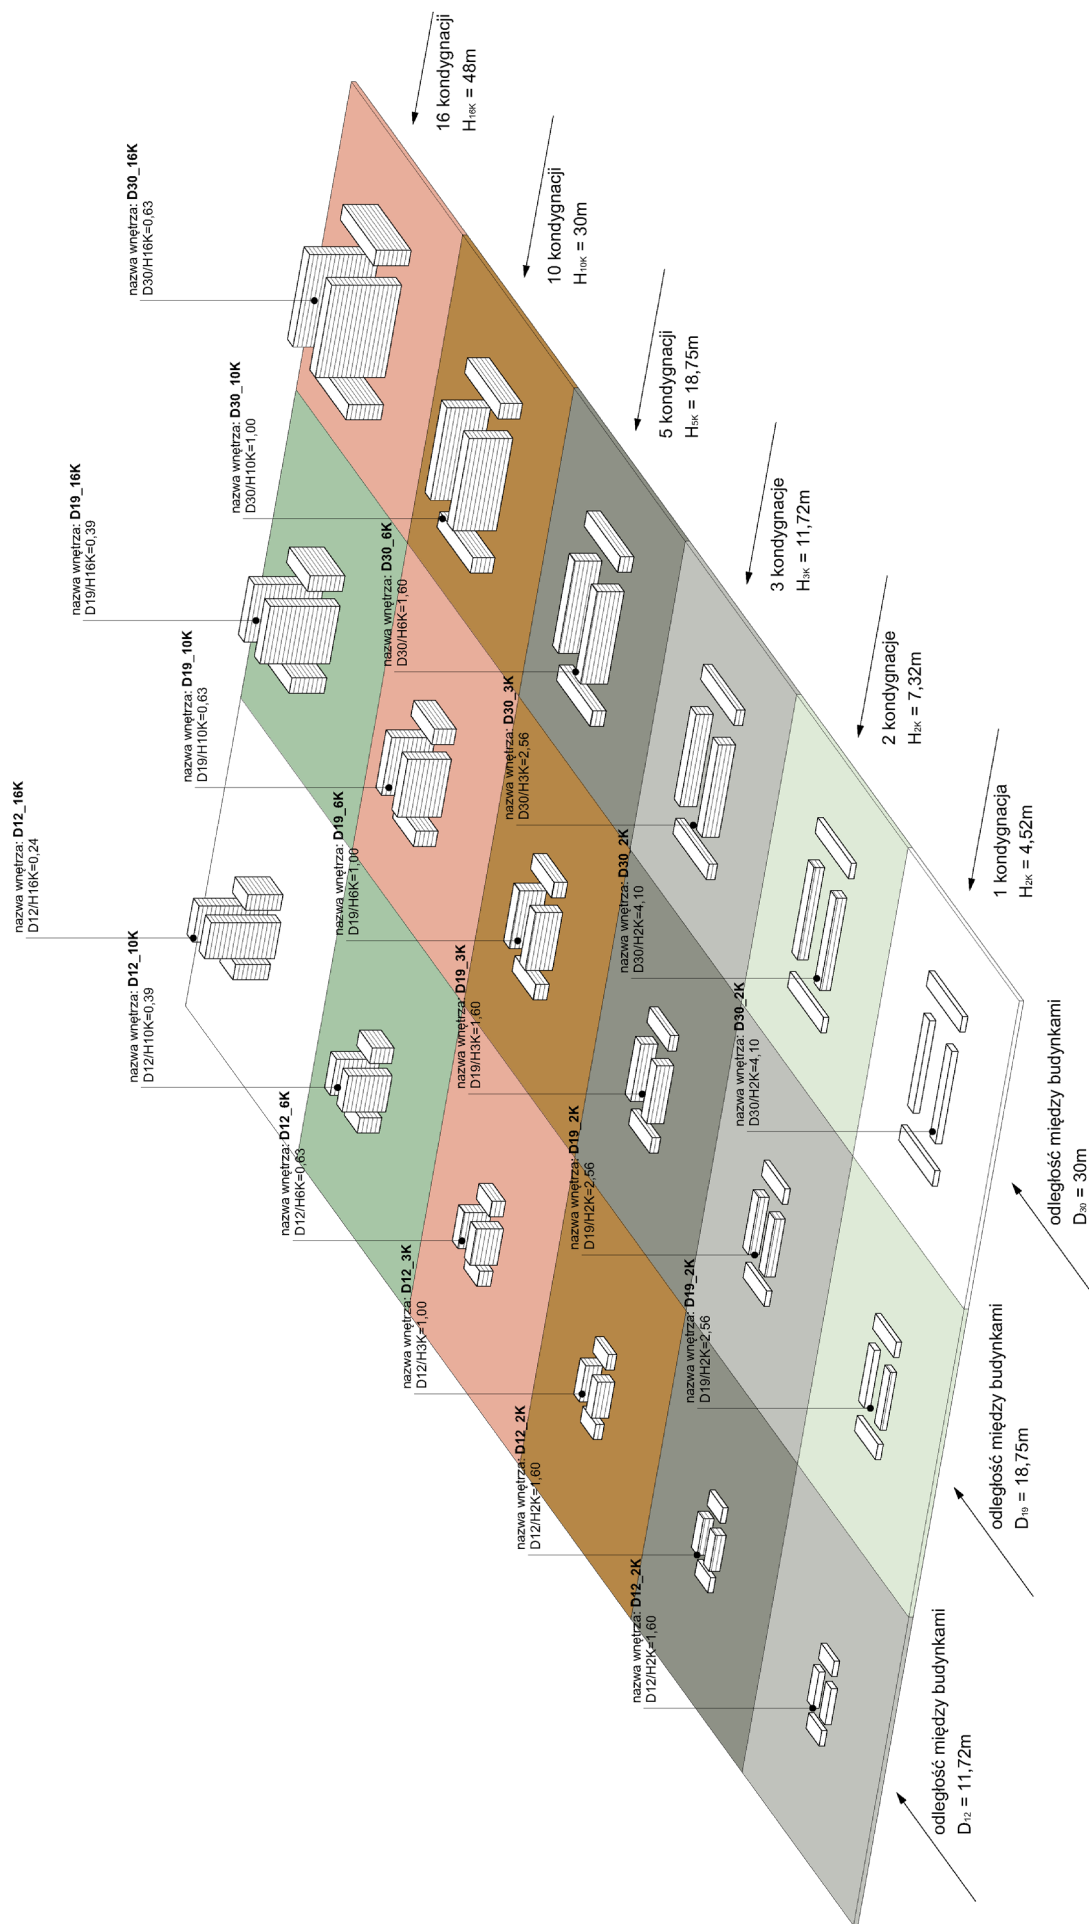 16 kondygnacji
H16K = 48m
10 kondygnacji
H10K = 30m
5 kondygnacji
H5K = 18,75m
3 kondygnacje
H3K = 11,72m
2 kondygnacje
H2K = 7,32m
1 kondygnacja
H2K = 4,52m
nazwa wnętrza: D30_16K
D30/H16K=0,63
nazwa wnętrza: D30_10K
D30/H10K=1,00
nazwa wnętrza: D30_6K
D30/H6K=1,60
nazwa wnętrza: D30_3K
D30/H3K=2,56
nazwa wnętrza: D30_2K
D30/H2K=4,10
nazwa wnętrza: D30_2K
D30/H2K=4,10
nazwa wnętrza: D19_16K
D19/H16K=0,39
nazwa wnętrza: D19_10K
D19/H10K=0,63
nazwa wnętrza: D19_6K
D19/H6K=1,00
nazwa wnętrza: D19_3K
D19/H3K=1,60
nazwa wnętrza: D19_2K
D19/H2K=2,56
nazwa wnętrza: D19_2K
D19/H2K=2,56
nazwa wnętrza: D12_16K
D12/H16K=0,24
nazwa wnętrza: D12_10K
D12/H10K=0,39
nazwa wnętrza: D12_6K
D12/H6K=0,63
nazwa wnętrza: D12_3K
D12/H3K=1,00
nazwa wnętrza: D12_2K
D12/H2K=1,60
nazwa wnętrza: D12_2K
D12/H2K=1,60
odległość między budynkami
D30 = 30m
odległość między budynkami
D19 = 18,75m
odległość między budynkami
D12 = 11,72m